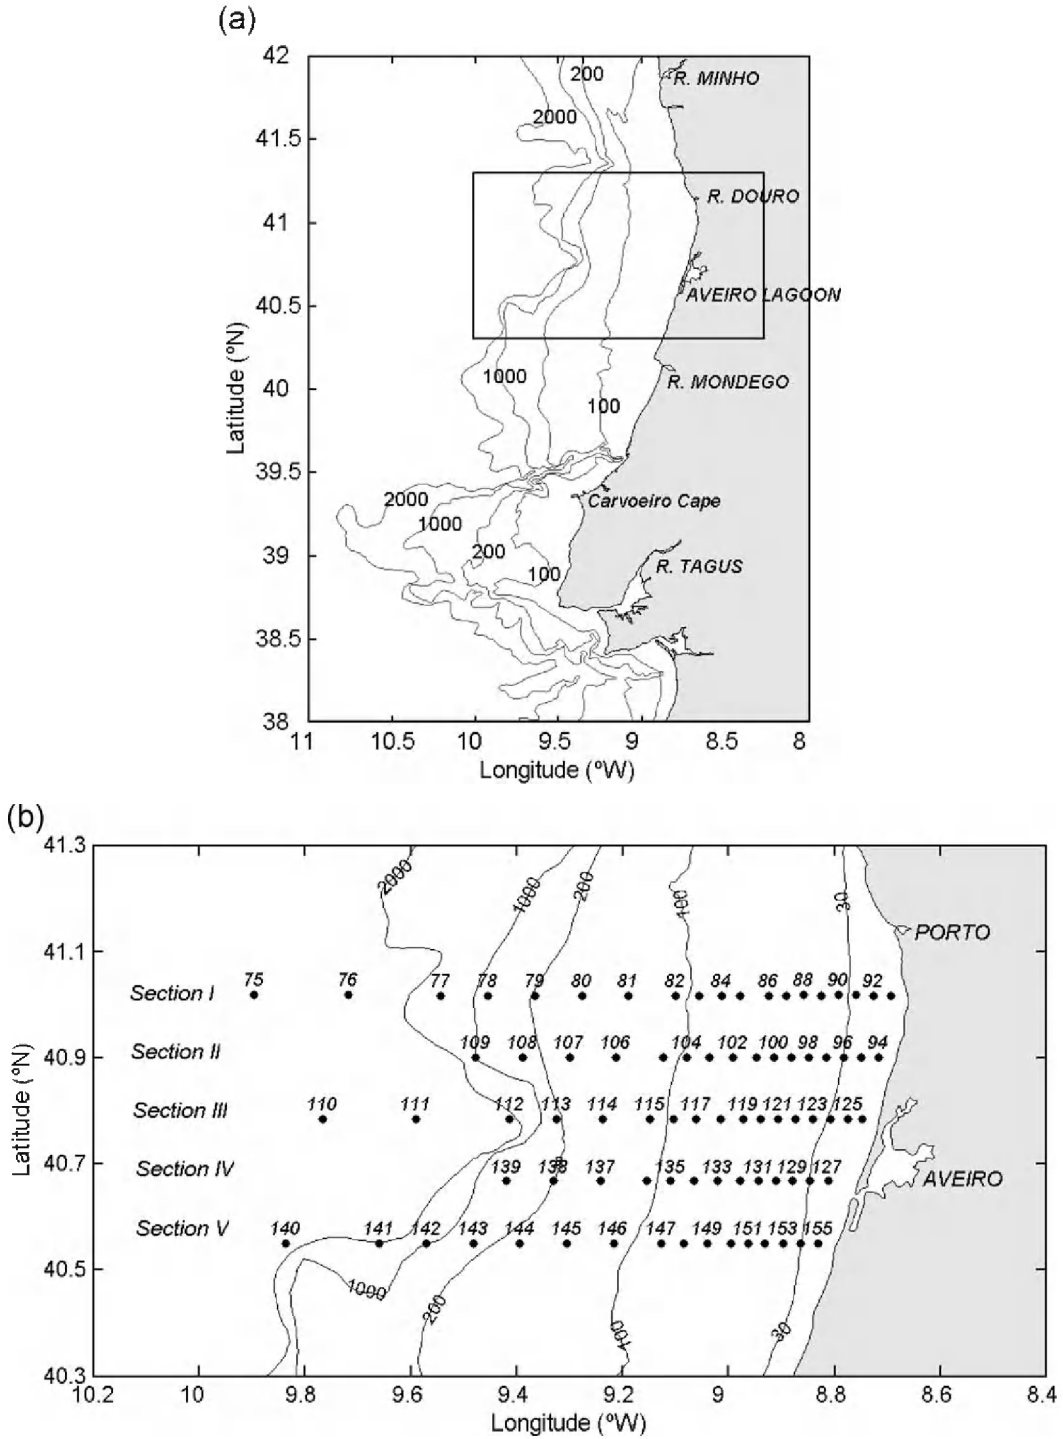 (a)
42
41.5
41
40.5
40
39.5
39
38.5
38
Latitude (ºN)
11 10.5 10 9.5 9 8.5 8
Longitude (ºW)
200
R. MINHO
2000
R. DOURO
AVEIRO LAGOON
1000
R. MONDEGO
100
2000
Carvoeiro Cape
1000
200
R. TAGUS
100
(b)
41.3
41.1
40.9
40.7
40.5
40.3
Latitude (ºN)
2000 1000 200 100 30
PORTO
Section I 75 76 77 78 79 80 81 82 84 86 88 90 92
Section II 109 108 107 106 104 102 100 98 96 94
Section III 110 111 112 113 114 115 117 119 121 123 125
Section IV 139 138 137 135 133 131 129 127
AVEIRO
Section V 140 141 142 143 144 145 146 147 149 151 153 155
1000 200 100 30
10.2 10 9.8 9.6 9.4 9.2 9 8.8 8.6 8.4
Longitude (ºW)